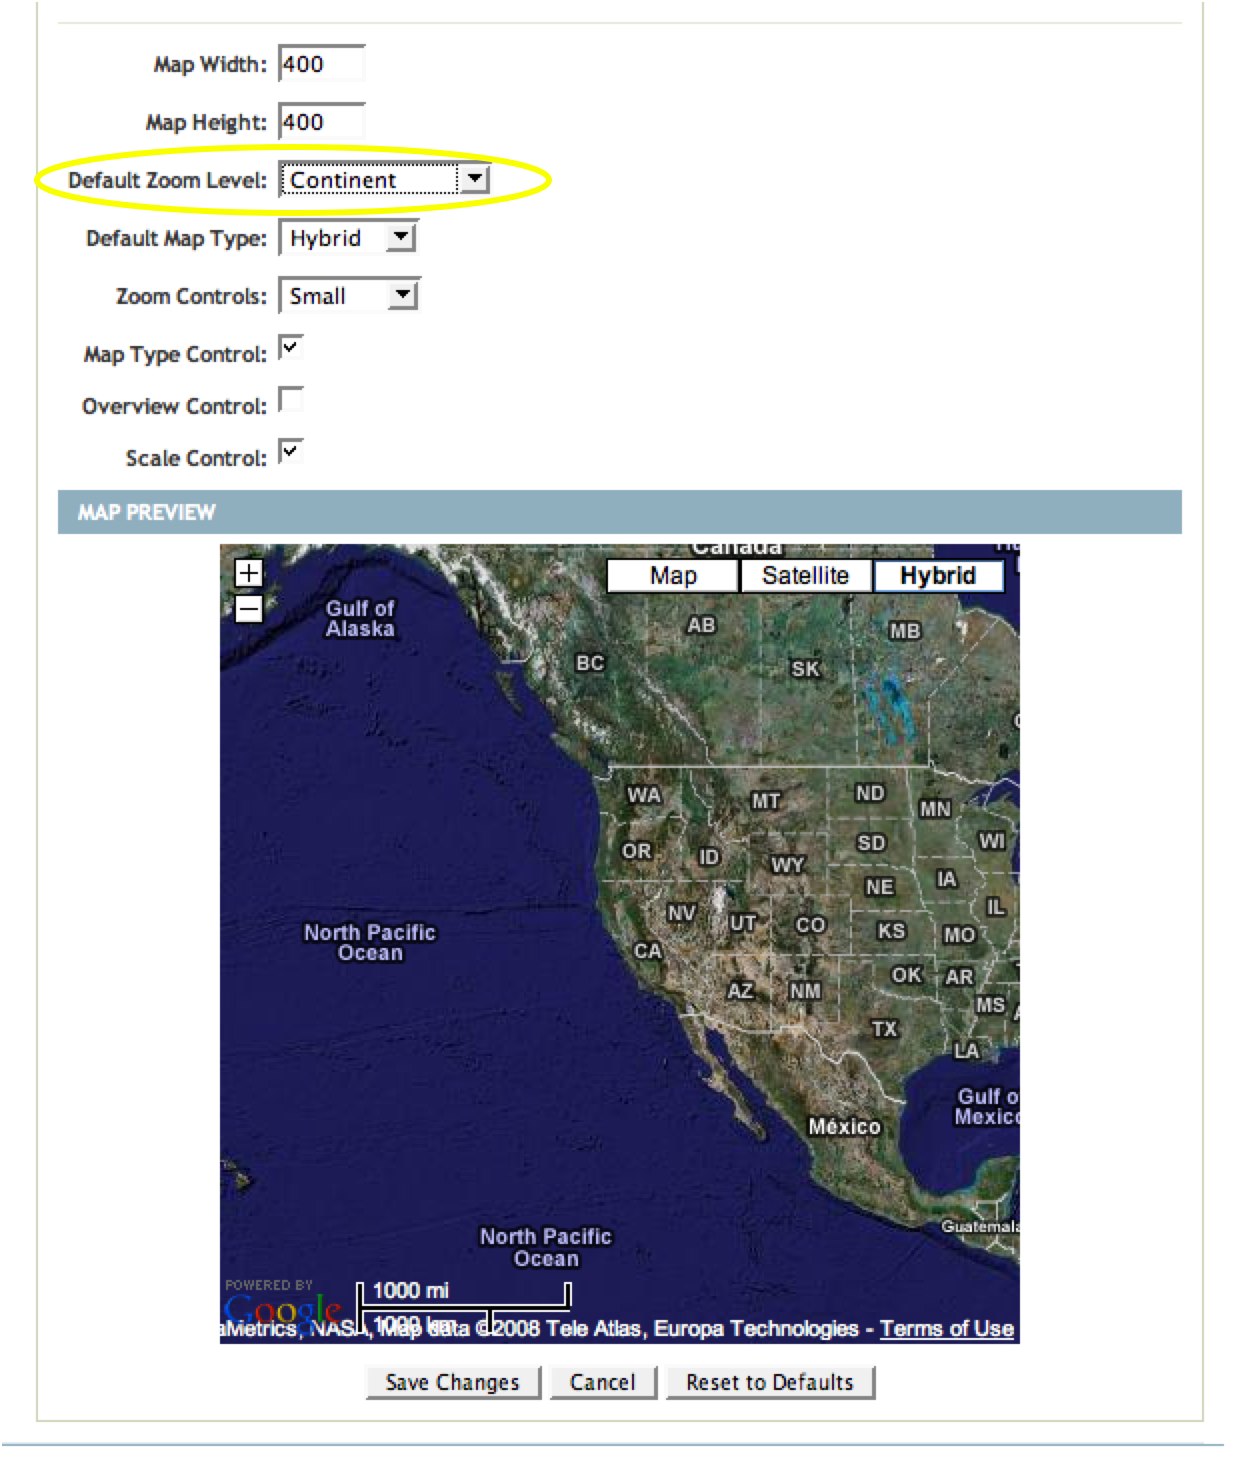 Map Width: 400
Map Height: 400
Default Zoom Level: Continent
Default Map Type: Hybrid
Zoom Controls: Small
Map Type Control:
Overview Control:
Scale Control:
MAP PREVIEW
Canada
+ Map Satellite Hybrid
−
Gulf of
Alaska
AB
MB
BC
SK
WA
MT
ND
MN
OR
ID
WY
SD
WI
NE
IA
NV
UT
CO
KS
MO
IL
CA
AZ
NM
OK
AR
MS
TX
LA
North Pacific
Ocean
Gulf o
Mexic
México
Guatemala
North Pacific
Ocean
POWERED BY
Google
1000 mi
1000 km
aMetrics, NASA, Map data ©2008 Tele Atlas, Europa Technologies - Terms of Use
Save Changes Cancel Reset to Defaults